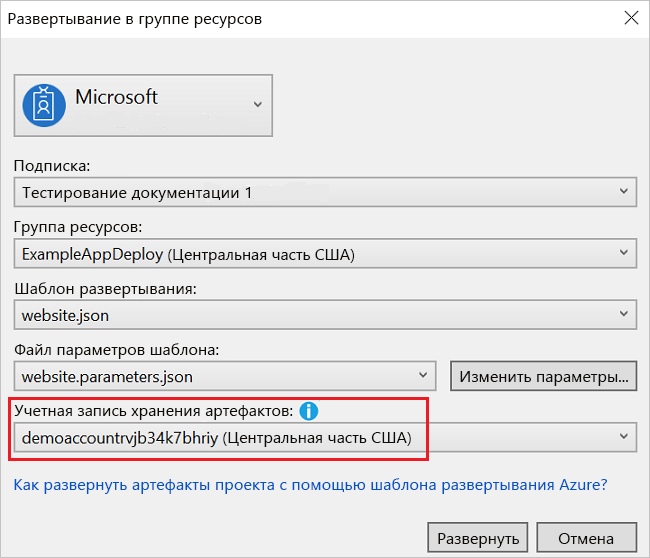 Развертывание в группе ресурсов
Microsoft
Подписка:
Тестирование документации 1
Группа ресурсов:
ExampleAppDeploy (Центральная часть США)
Шаблон развертывания:
website.json
Файл параметров шаблона:
website.parameters.json
Изменить параметры...
Учетная запись хранения артефактов:
demoaccountrvjb34k7bhriy (Центральная часть США)
Как развернуть артефакты проекта с помощью шаблона развертывания Azure?
Развернуть
Отмена